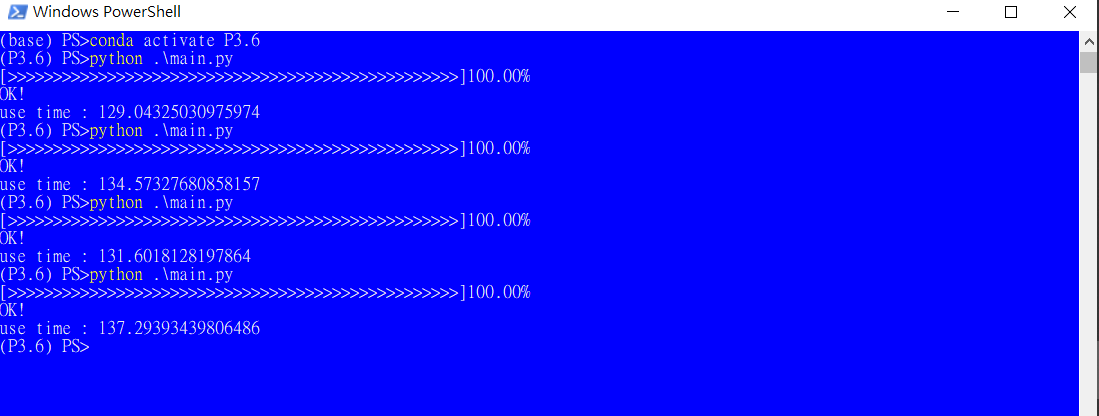 Windows PowerShell
(base) PS>conda activate P3.6
(P3.6) PS>python .\main.py
[>>>>>>>>>>>>>>>>>>>>>>>>>>>>>>>>>>>>>>>>>>>>>>>>>>]100.00%
OK!
use time : 129.04325030975974
(P3.6) PS>python .\main.py
[>>>>>>>>>>>>>>>>>>>>>>>>>>>>>>>>>>>>>>>>>>>>>>>>>>]100.00%
OK!
use time : 134.57327680858157
(P3.6) PS>python .\main.py
[>>>>>>>>>>>>>>>>>>>>>>>>>>>>>>>>>>>>>>>>>>>>>>>>>>]100.00%
OK!
use time : 131.6018128197864
(P3.6) PS>python .\main.py
[>>>>>>>>>>>>>>>>>>>>>>>>>>>>>>>>>>>>>>>>>>>>>>>>>>]100.00%
OK!
use time : 137.29393439806486
(P3.6) PS>